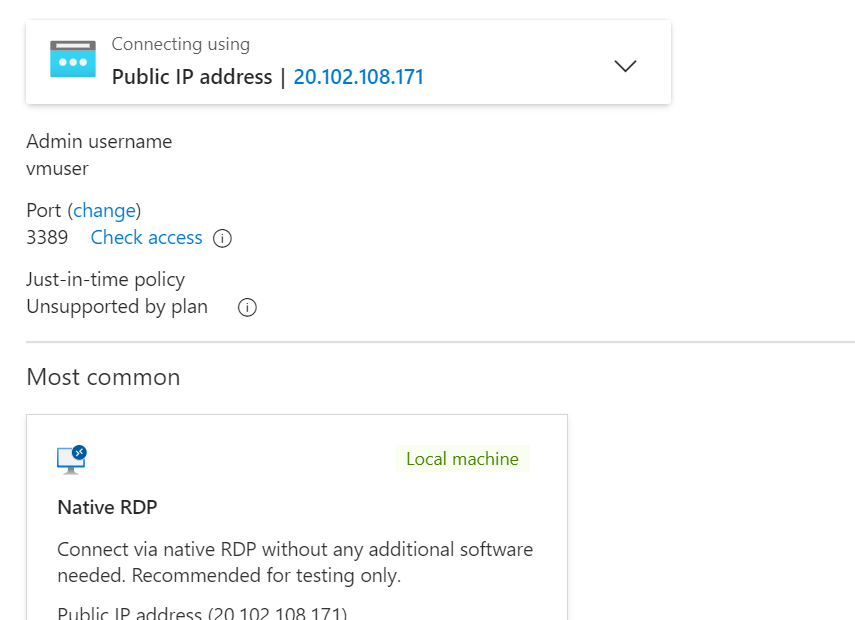 Connecting using
Public IP address | 20.102.108.171
Admin username
vmuser
Port (change)
3389 Check access
Just-in-time policy
Unsupported by plan
Most common
Local machine
Native RDP
Connect via native RDP without any additional software
needed. Recommended for testing only.
Public IP address (20.102.108.171)